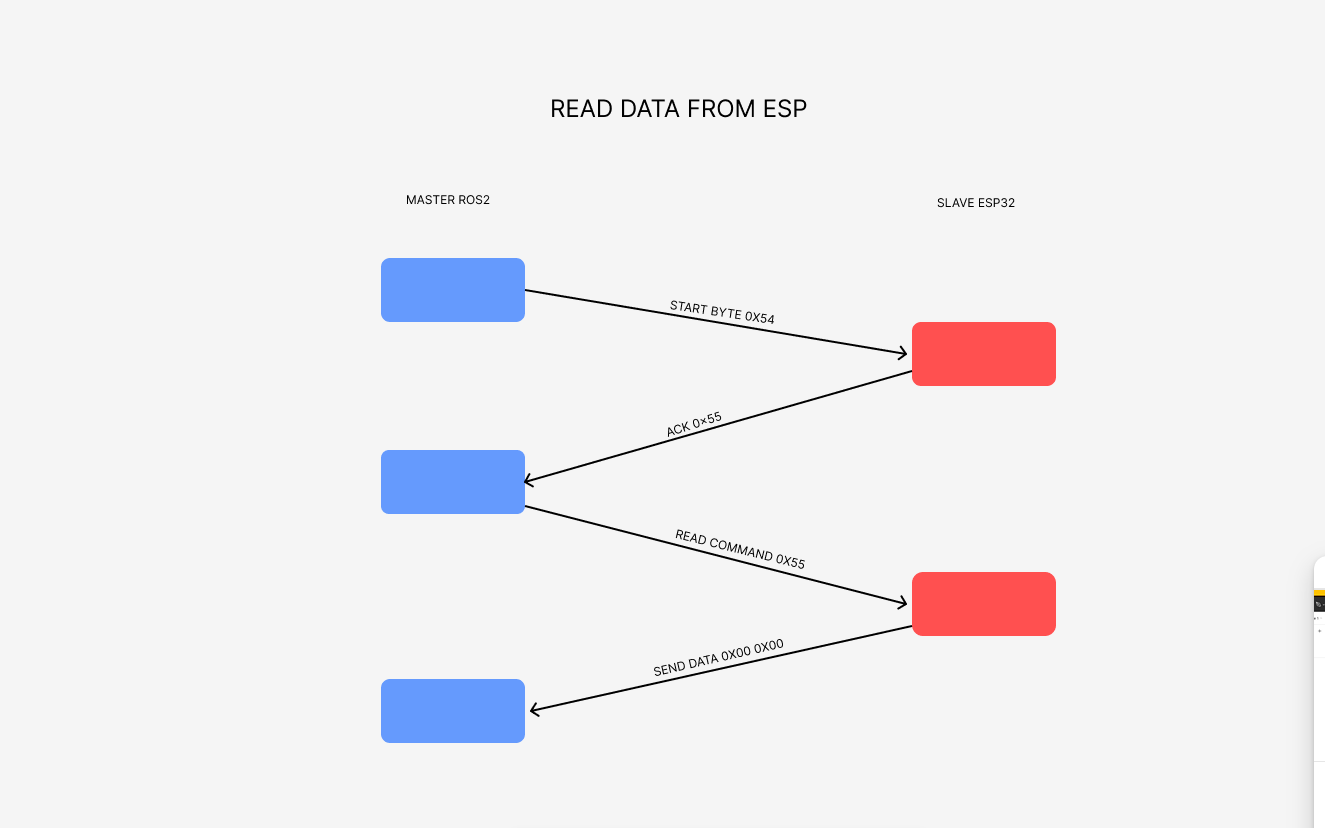 READ DATA FROM ESP
MASTER ROS2
SLAVE ESP32
START BYTE 0X54
ACK 0×55
READ COMMAND 0X55
SEND DATA 0X00 0X00